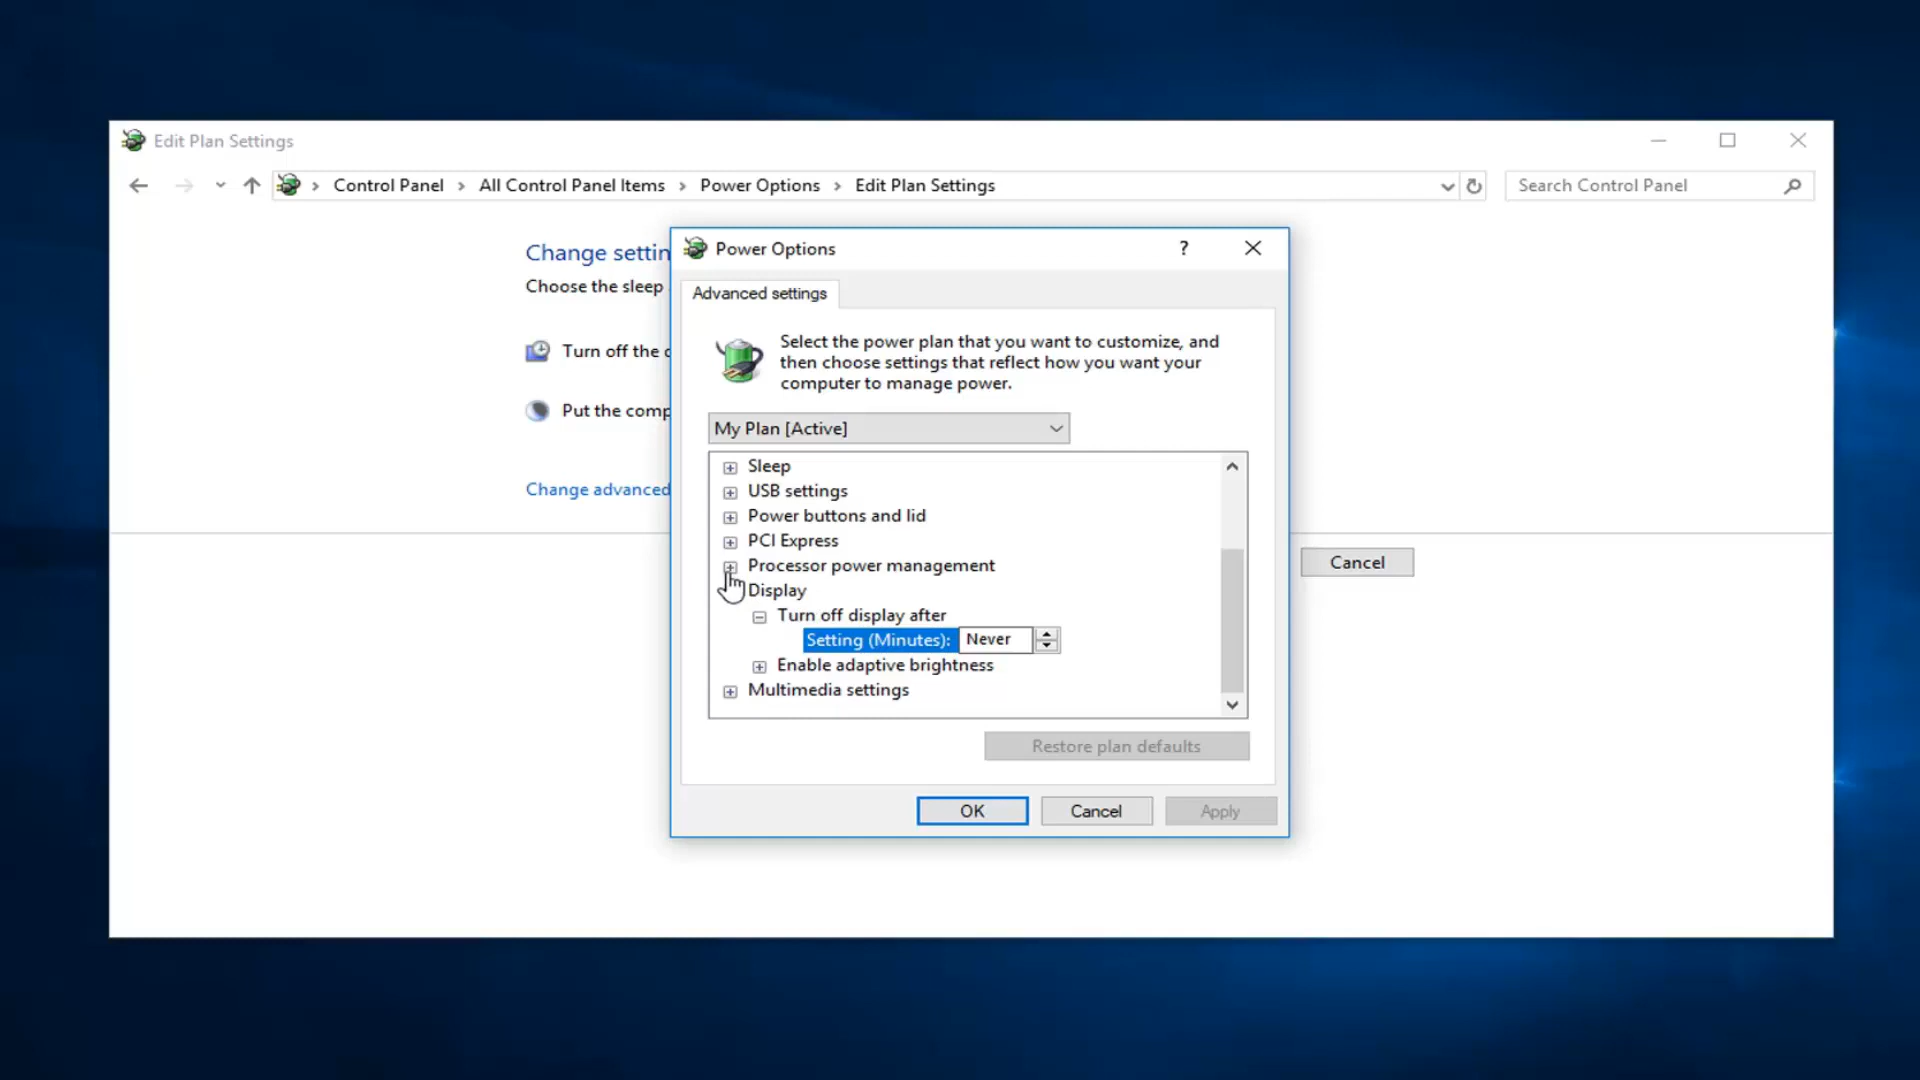 Edit Plan Settings
Control Panel > All Control Panel Items > Power Options > Edit Plan Settings
Search Control Panel
Change settin
Choose the sleep
Turn off the
Put the comp
Change advanced
Power Options
?
Advanced settings
Select the power plan that you want to customize, and
then choose settings that reflect how you want your
computer to manage power.
My Plan [Active]
Sleep
USB settings
Power buttons and lid
PCI Express
Processor power management
Display
Turn off display after
Setting (Minutes): Never
Enable adaptive brightness
Multimedia settings
Restore plan defaults
OK
Cancel
Apply
Cancel